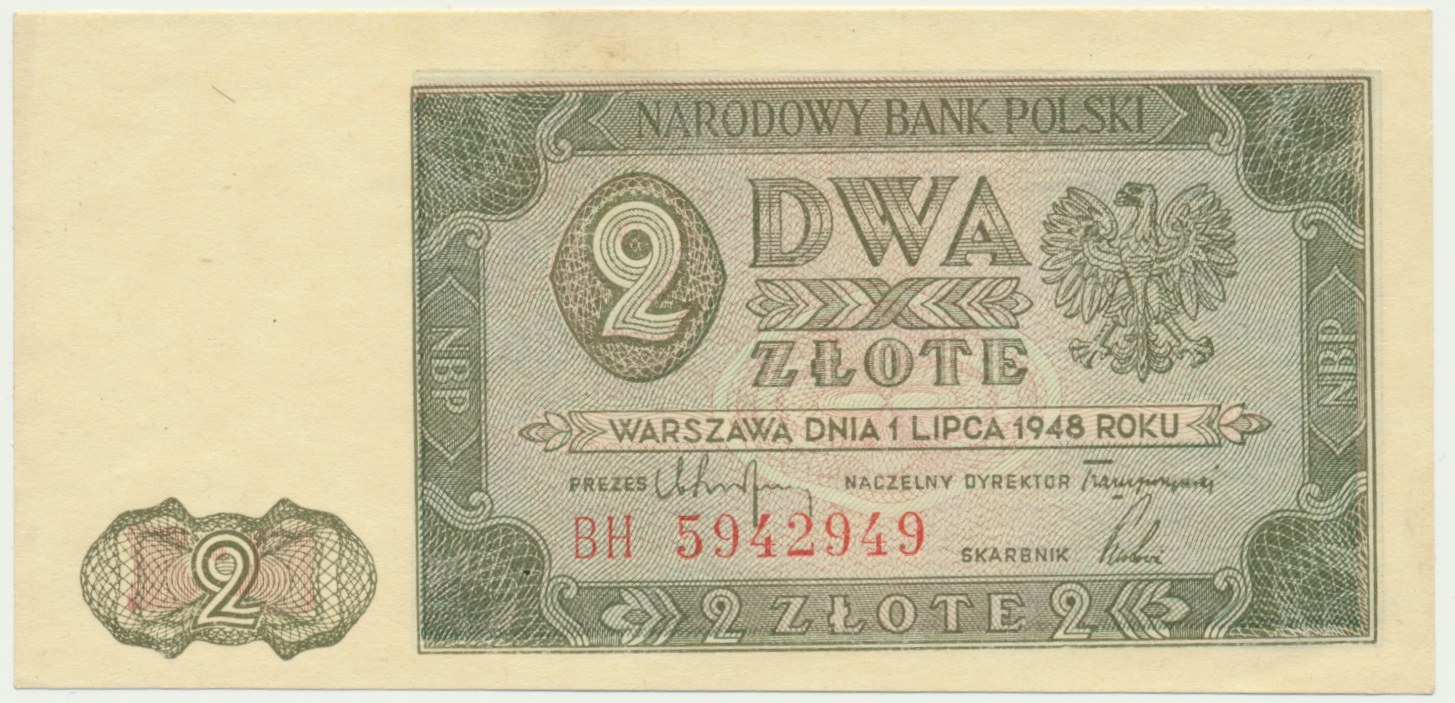 NARODOWY BANK POLSKI
2
DWA
ZŁOTE
NBP
NBP
WARSZAWA DNIA 1 LIPCA 1948 ROKU
PREZES NACZELNY DYREKTOR
BH 5942949
SKARBNIK
2
2 ZŁOTE 2